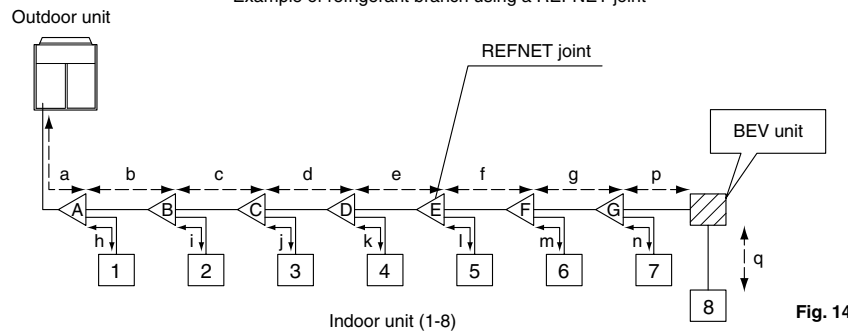 Example of refrigerant branch using a REFNET joint
Outdoor unit
REFNET joint
BEV unit
a b c d e f g p
A B C D E F G
h i j k l m n q
1 2 3 4 5 6 7
8
Indoor unit (1-8)
Fig. 14